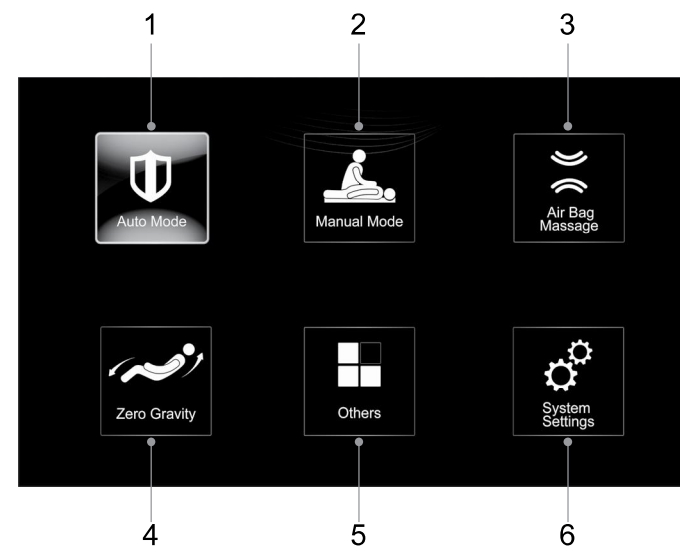 1 2 3
Auto Mode
Manual Mode
Air Bag
Massage
Zero Gravity
Others
System
Settings
4 5 6